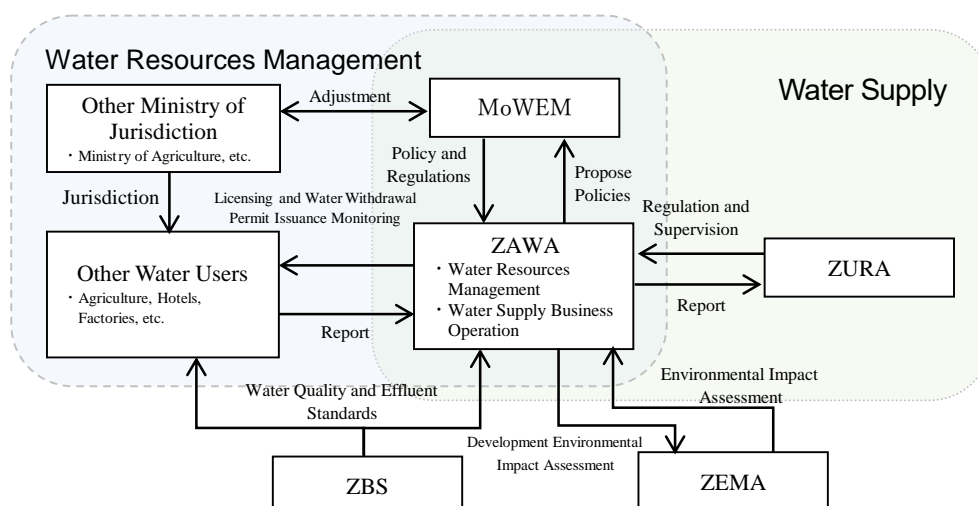 Water Resources Management
Water Supply
Other Ministry of
Jurisdiction
・Ministry of Agriculture, etc.
Adjustment
MoWEM
Policy and
Regulations
Propose
Policies
Jurisdiction
Licensing and Water Withdrawal
Permit Issuance Monitoring
Regulation and
Supervision
Other Water Users
・Agriculture, Hotels,
Factories, etc.
ZAWA
・Water Resources
Management
・Water Supply Business
Operation
ZURA
Report
Report
Water Quality and Effluent
Standards
Environmental Impact
Assessment
Development Environmental
Impact Assessment
ZBS
ZEMA